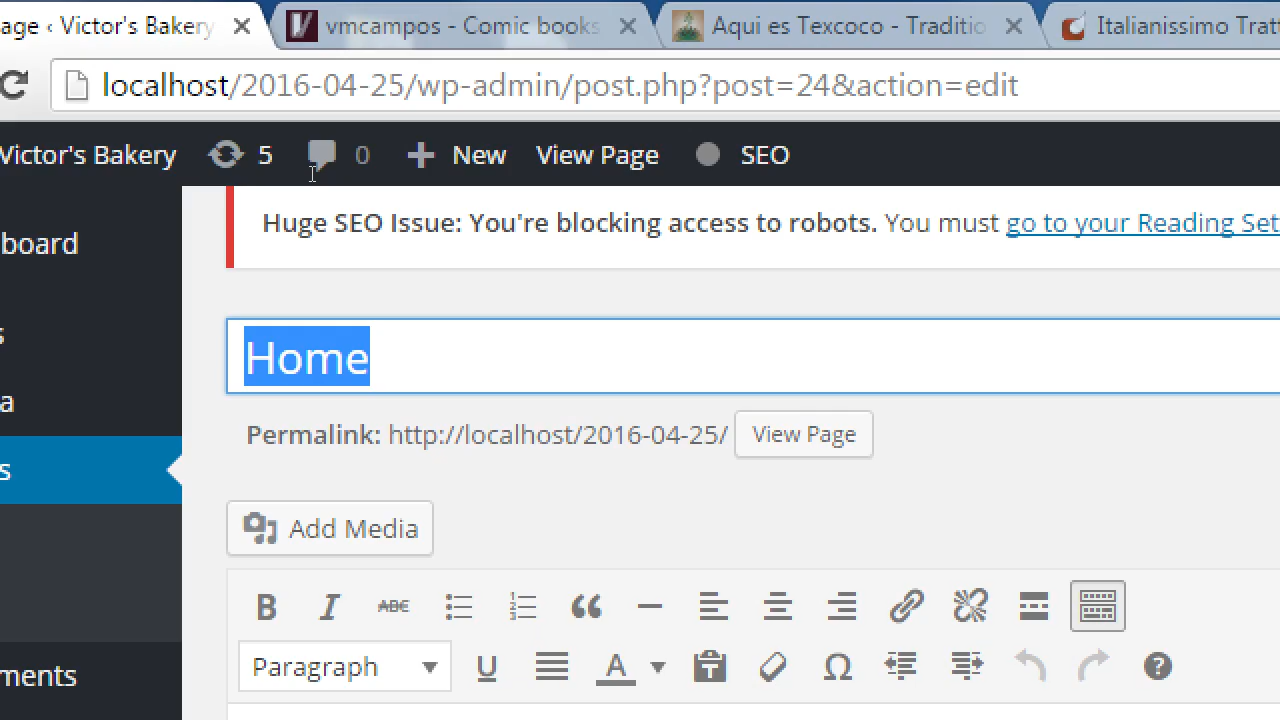 age ‹ Victor's Bakery
vmcampos - Comic books
Aqui es Texcoco - Traditio
Italianissimo Tratt
localhost/2016-04-25/wp-admin/post.php?post=24&action=edit
Victor's Bakery 5 0 New View Page SEO
Huge SEO Issue: You're blocking access to robots. You must go to your Reading Set
board
s
Home
a
Permalink: http://localhost/2016-04-25/ View Page
s
Add Media
B I ABC
Paragraph U A Ω ?
ments